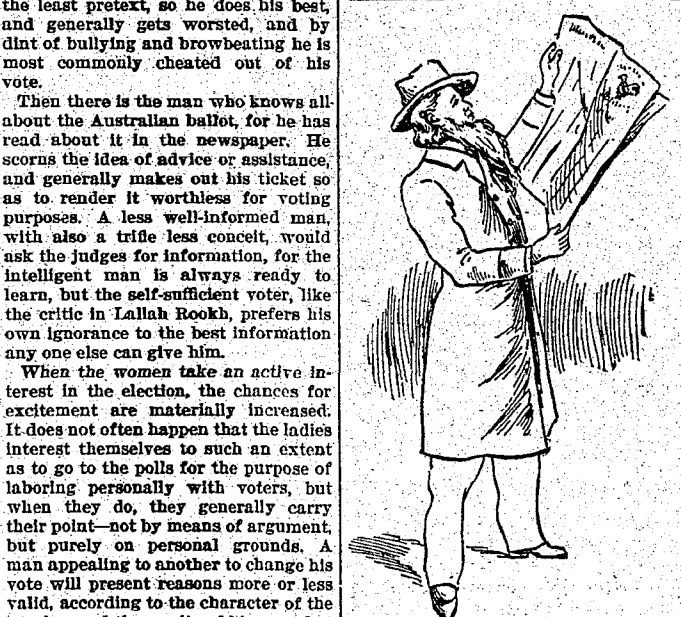 the least pretext, so he does his best,
and generally gets worsted, and by
dint of bullying and browbeating he is
most commonly cheated out of his
vote.
Then there is the man who knows all
about the Australian ballot, for he has
read about it in the newspaper. He
scorns the idea of advice or assistance,
and generally makes out his ticket so
as to render it worthless for voting
purposes. A less well-informed man,
with also a trifle less conceit, would
ask the judges for information, for the
intelligent man is always ready to
learn, but the self-sufficient voter, like
the critic in Lallah Rookh, prefers his
own ignorance to the best information
any one else can give him.
When the women take an active in-
terest in the election, the chances for
excitement are materially increased.
It does not often happen that the ladies
interest themselves to such an extent
as to go to the polls for the purpose of
laboring personally with voters, but
when they do, they generally carry
their point—not by means of argument,
but purely on personal grounds. A
man appealing to another to change his
vote will present reasons more or less
valid, according to the character of the